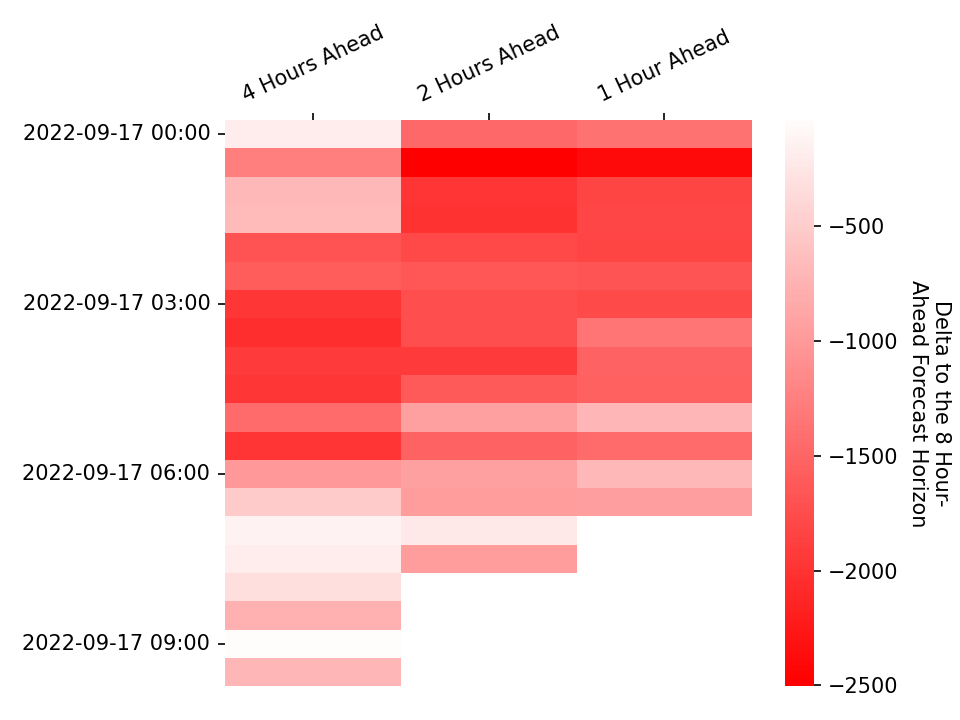 4 Hours Ahead
2 Hours Ahead
1 Hour Ahead
2022-09-17 00:00
2022-09-17 03:00
2022-09-17 06:00
2022-09-17 09:00
−500
−1000
−1500
−2000
−2500
Delta to the 8 Hour-
Ahead Forecast Horizon